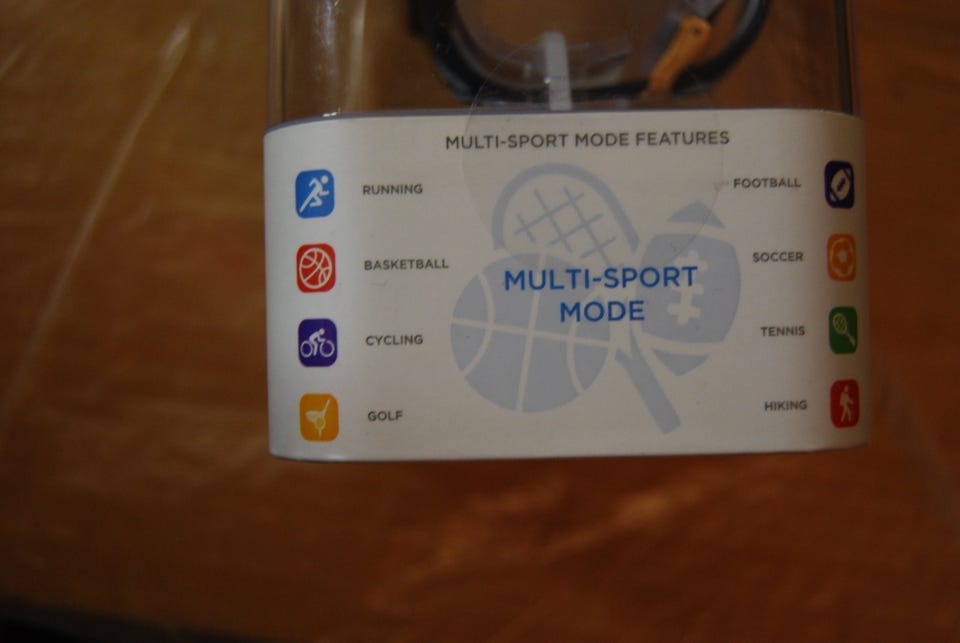 MULTI-SPORT MODE FEATURES
RUNNING
BASKETBALL
CYCLING
GOLF
MULTI-SPORT
MODE
FOOTBALL
SOCCER
TENNIS
HIKING